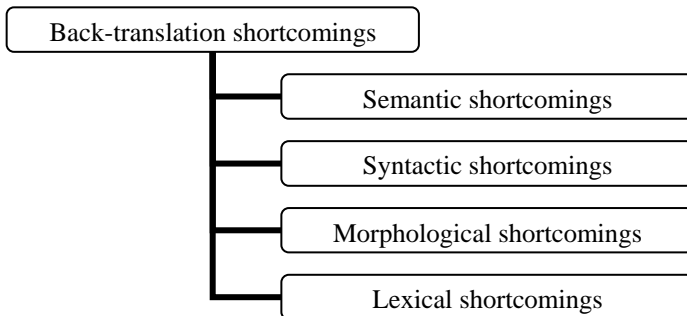 Back-translation shortcomings
Semantic shortcomings
Syntactic shortcomings
Morphological shortcomings
Lexical shortcomings